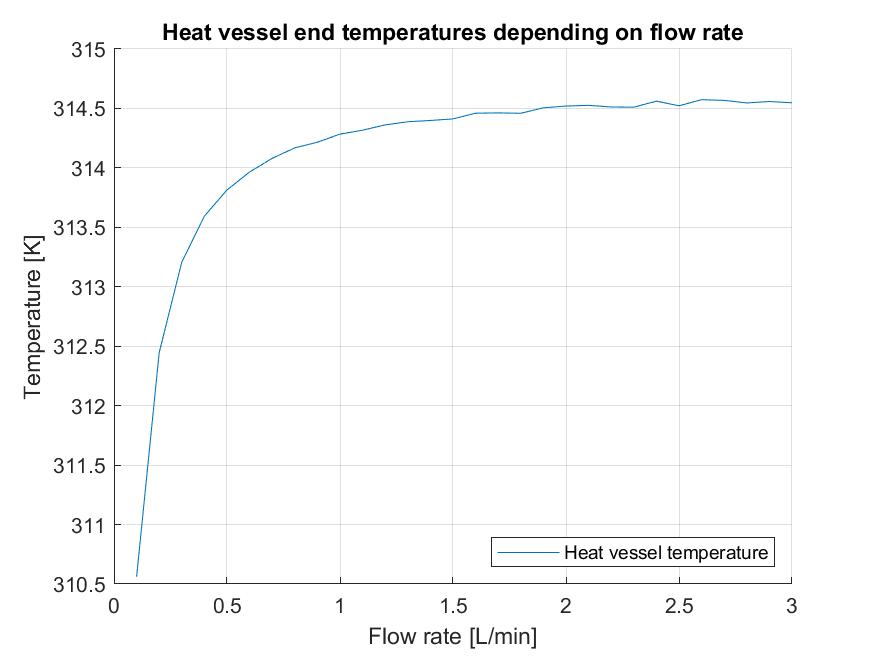 Heat vessel end temperatures depending on flow rate
315
314.5
314
313.5
313
312.5
312
311.5
311
310.5
Temperature [K]
Heat vessel temperature
0 0.5 1 1.5 2 2.5 3
Flow rate [L/min]